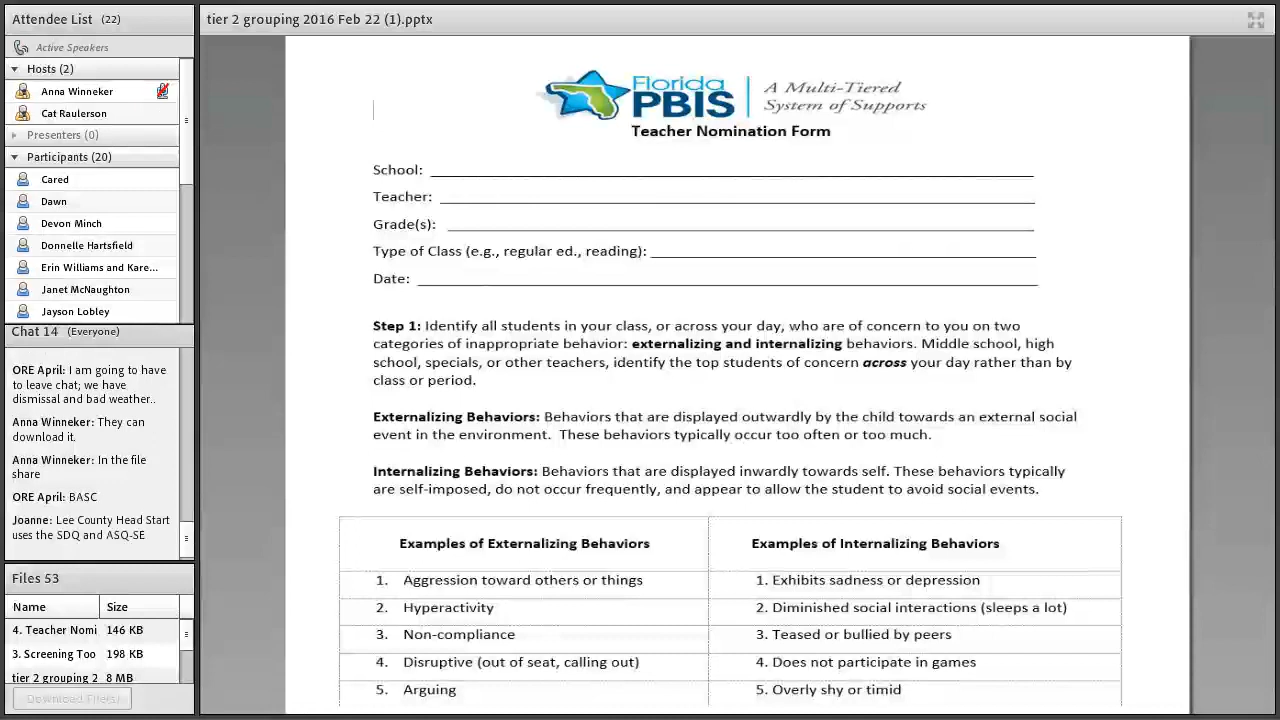 Attendee List (22)
Active Speakers
Hosts (2)
Anna Winneker
Cat Raulerson
Presenters (0)
Participants (20)
Cared
Dawn
Devon Minch
Donnelle Hartsfield
Erin Williams and Kare...
Janet McNaughton
Jayson Lobley
Chat 14 (Everyone)
ORE April: I am going to have
to leave chat; we have
dismissal and bad weather..
Anna Winneker: They can
download it.
Anna Winneker: In the file
share
ORE April: BASC
Joanne: Lee County Head Start
uses the SDQ and ASQ-SE
Files 53
Name Size
4. Teacher Nomi 146 KB
3. Screening Too 198 KB
tier 2 grouping 2 8 MB
Download File(s)
tier 2 grouping 2016 Feb 22 (1).pptx
Florida
PBIS
A Multi-Tiered
System of Supports
Teacher Nomination Form
School:
Teacher:
Grade(s):
Type of Class (e.g., regular ed., reading):
Date:
Step 1: Identify all students in your class, or across your day, who are of concern to you on two
categories of inappropriate behavior: externalizing and internalizing behaviors. Middle school, high
school, specials, or other teachers, identify the top students of concern across your day rather than by
class or period.
Externalizing Behaviors: Behaviors that are displayed outwardly by the child towards an external social
event in the environment. These behaviors typically occur too often or too much.
Internalizing Behaviors: Behaviors that are displayed inwardly towards self. These behaviors typically
are self-imposed, do not occur frequently, and appear to allow the student to avoid social events.
Examples of Externalizing Behaviors Examples of Internalizing Behaviors
1. Aggression toward others or things 1. Exhibits sadness or depression
2. Hyperactivity 2. Diminished social interactions (sleeps a lot)
3. Non-compliance 3. Teased or bullied by peers
4. Disruptive (out of seat, calling out) 4. Does not participate in games
5. Arguing 5. Overly shy or timid